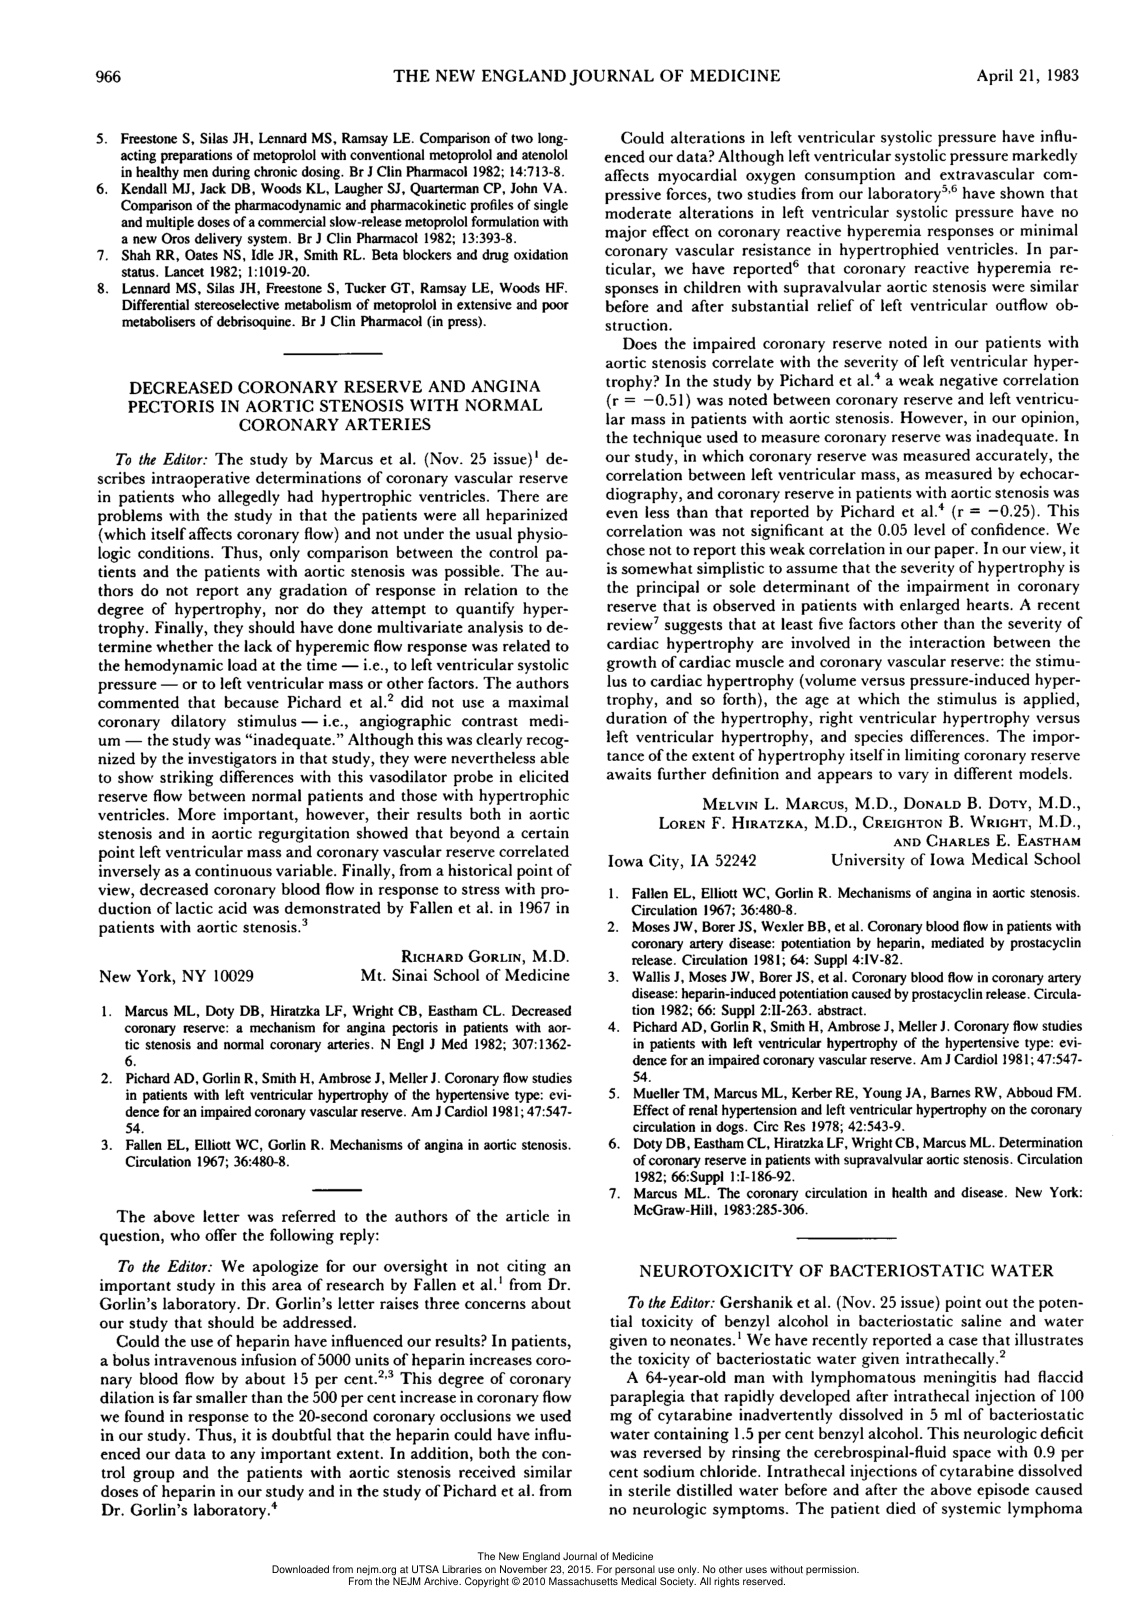 966
THE NEW ENGLAND JOURNAL OF MEDICINE
April 21, 1983
5. Freestone S, Silas JH, Lennard MS, Ramsay LE. Comparison of two long-
acting preparations of metoprolol with conventional metoprolol and atenolol
in healthy men during chronic dosing. Br J Clin Pharmacol 1982; 14:713-8.
6. Kendall MJ, Jack DB, Woods KL, Laugher SJ, Quarterman CP, John VA.
Comparison of the pharmacodynamic and pharmacokinetic profiles of single
and multiple doses of a commercial slow-release metoprolol formulation with
a new Oros delivery system. Br J Clin Pharmacol 1982; 13:393-8.
7. Shah RR, Oates NS, Idle JR, Smith RL. Beta blockers and drug oxidation
status. Lancet 1982; 1:1019-20.
8. Lennard MS, Silas JH, Freestone S, Tucker GT, Ramsay LE, Woods HF.
Differential stereoselective metabolism of metoprolol in extensive and poor
metabolisers of debrisoquine. Br J Clin Pharmacol (in press).
DECREASED CORONARY RESERVE AND ANGINA
PECTORIS IN AORTIC STENOSIS WITH NORMAL
CORONARY ARTERIES
To the Editor: The study by Marcus et al. (Nov. 25 issue)1 de-
scribes intraoperative determinations of coronary vascular reserve
in patients who allegedly had hypertrophic ventricles. There are
problems with the study in that the patients were all heparinized
(which itself affects coronary flow) and not under the usual physio-
logic conditions. Thus, only comparison between the control pa-
tients and the patients with aortic stenosis was possible. The au-
thors do not report any gradation of response in relation to the
degree of hypertrophy, nor do they attempt to quantify hyper-
trophy. Finally, they should have done multivariate analysis to de-
termine whether the lack of hyperemic flow response was related to
the hemodynamic load at the time — i.e., to left ventricular systolic
pressure — or to left ventricular mass or other factors. The authors
commented that because Pichard et al.2 did not use a maximal
coronary dilatory stimulus — i.e., angiographic contrast medi-
um — the study was “inadequate.” Although this was clearly recog-
nized by the investigators in that study, they were nevertheless able
to show striking differences with this vasodilator probe in elicited
reserve flow between normal patients and those with hypertrophic
ventricles. More important, however, their results both in aortic
stenosis and in aortic regurgitation showed that beyond a certain
point left ventricular mass and coronary vascular reserve correlated
inversely as a continuous variable. Finally, from a historical point of
view, decreased coronary blood flow in response to stress with pro-
duction of lactic acid was demonstrated by Fallen et al. in 1967 in
patients with aortic stenosis.3
RICHARD GORLIN, M.D.
New York, NY 10029 Mt. Sinai School of Medicine
1. Marcus ML, Doty DB, Hiratzka LF, Wright CB, Eastham CL. Decreased
coronary reserve: a mechanism for angina pectoris in patients with aor-
tic stenosis and normal coronary arteries. N Engl J Med 1982; 307:1362-
6.
2. Pichard AD, Gorlin R, Smith H, Ambrose J, Meller J. Coronary flow studies
in patients with left ventricular hypertrophy of the hypertensive type: evi-
dence for an impaired coronary vascular reserve. Am J Cardiol 1981; 47:547-
54.
3. Fallen EL, Elliott WC, Gorlin R. Mechanisms of angina in aortic stenosis.
Circulation 1967; 36:480-8.
The above letter was referred to the authors of the article in
question, who offer the following reply:
To the Editor: We apologize for our oversight in not citing an
important study in this area of research by Fallen et al.1 from Dr.
Gorlin's laboratory. Dr. Gorlin's letter raises three concerns about
our study that should be addressed.
Could the use of heparin have influenced our results? In patients,
a bolus intravenous infusion of 5000 units of heparin increases coro-
nary blood flow by about 15 per cent.2,3 This degree of coronary
dilation is far smaller than the 500 per cent increase in coronary flow
we found in response to the 20-second coronary occlusions we used
in our study. Thus, it is doubtful that the heparin could have influ-
enced our data to any important extent. In addition, both the con-
trol group and the patients with aortic stenosis received similar
doses of heparin in our study and in the study of Pichard et al. from
Dr. Gorlin's laboratory.4
Could alterations in left ventricular systolic pressure have influ-
enced our data? Although left ventricular systolic pressure markedly
affects myocardial oxygen consumption and extravascular com-
pressive forces, two studies from our laboratory5,6 have shown that
moderate alterations in left ventricular systolic pressure have no
major effect on coronary reactive hyperemia responses or minimal
coronary vascular resistance in hypertrophied ventricles. In par-
ticular, we have reported6 that coronary reactive hyperemia re-
sponses in children with supravalvular aortic stenosis were similar
before and after substantial relief of left ventricular outflow ob-
struction.
Does the impaired coronary reserve noted in our patients with
aortic stenosis correlate with the severity of left ventricular hyper-
trophy? In the study by Pichard et al.4 a weak negative correlation
(r = −0.51) was noted between coronary reserve and left ventricu-
lar mass in patients with aortic stenosis. However, in our opinion,
the technique used to measure coronary reserve was inadequate. In
our study, in which coronary reserve was measured accurately, the
correlation between left ventricular mass, as measured by echocar-
diography, and coronary reserve in patients with aortic stenosis was
even less than that reported by Pichard et al.4 (r = −0.25). This
correlation was not significant at the 0.05 level of confidence. We
chose not to report this weak correlation in our paper. In our view, it
is somewhat simplistic to assume that the severity of hypertrophy is
the principal or sole determinant of the impairment in coronary
reserve that is observed in patients with enlarged hearts. A recent
review7 suggests that at least five factors other than the severity of
cardiac hypertrophy are involved in the interaction between the
growth of cardiac muscle and coronary vascular reserve: the stimu-
lus to cardiac hypertrophy (volume versus pressure-induced hyper-
trophy, and so forth), the age at which the stimulus is applied,
duration of the hypertrophy, right ventricular hypertrophy versus
left ventricular hypertrophy, and species differences. The impor-
tance of the extent of hypertrophy itself in limiting coronary reserve
awaits further definition and appears to vary in different models.
MELVIN L. MARCUS, M.D., DONALD B. DOTY, M.D.,
LOREN F. HIRATZKA, M.D., CREIGHTON B. WRIGHT, M.D.,
AND CHARLES E. EASTHAM
Iowa City, IA 52242 University of Iowa Medical School
1. Fallen EL, Elliott WC, Gorlin R. Mechanisms of angina in aortic stenosis.
Circulation 1967; 36:480-8.
2. Moses JW, Borer JS, Wexler BB, et al. Coronary blood flow in patients with
coronary artery disease: potentiation by heparin, mediated by prostacyclin
release. Circulation 1981; 64: Suppl 4:IV-82.
3. Wallis J, Moses JW, Borer JS, et al. Coronary blood flow in coronary artery
disease: heparin-induced potentiation caused by prostacyclin release. Circula-
tion 1982; 66: Suppl 2:II-263. abstract.
4. Pichard AD, Gorlin R, Smith H, Ambrose J, Meller J. Coronary flow studies
in patients with left ventricular hypertrophy of the hypertensive type: evi-
dence for an impaired coronary vascular reserve. Am J Cardiol 1981; 47:547-
54.
5. Mueller TM, Marcus ML, Kerber RE, Young JA, Barnes RW, Abboud FM.
Effect of renal hypertension and left ventricular hypertrophy on the coronary
circulation in dogs. Circ Res 1978; 42:543-9.
6. Doty DB, Eastham CL, Hiratzka LF, Wright CB, Marcus ML. Determination
of coronary reserve in patients with supravalvular aortic stenosis. Circulation
1982; 66:Suppl 1:I-186-92.
7. Marcus ML. The coronary circulation in health and disease. New York:
McGraw-Hill, 1983:285-306.
NEUROTOXICITY OF BACTERIOSTATIC WATER
To the Editor: Gershanik et al. (Nov. 25 issue) point out the poten-
tial toxicity of benzyl alcohol in bacteriostatic saline and water
given to neonates.1 We have recently reported a case that illustrates
the toxicity of bacteriostatic water given intrathecally.2
A 64-year-old man with lymphomatous meningitis had flaccid
paraplegia that rapidly developed after intrathecal injection of 100
mg of cytarabine inadvertently dissolved in 5 ml of bacteriostatic
water containing 1.5 per cent benzyl alcohol. This neurologic deficit
was reversed by rinsing the cerebrospinal-fluid space with 0.9 per
cent sodium chloride. Intrathecal injections of cytarabine dissolved
in sterile distilled water before and after the above episode caused
no neurologic symptoms. The patient died of systemic lymphoma
The New England Journal of Medicine
Downloaded from nejm.org at UTSA Libraries on November 23, 2015. For personal use only. No other uses without permission.
From the NEJM Archive. Copyright © 2010 Massachusetts Medical Society. All rights reserved.